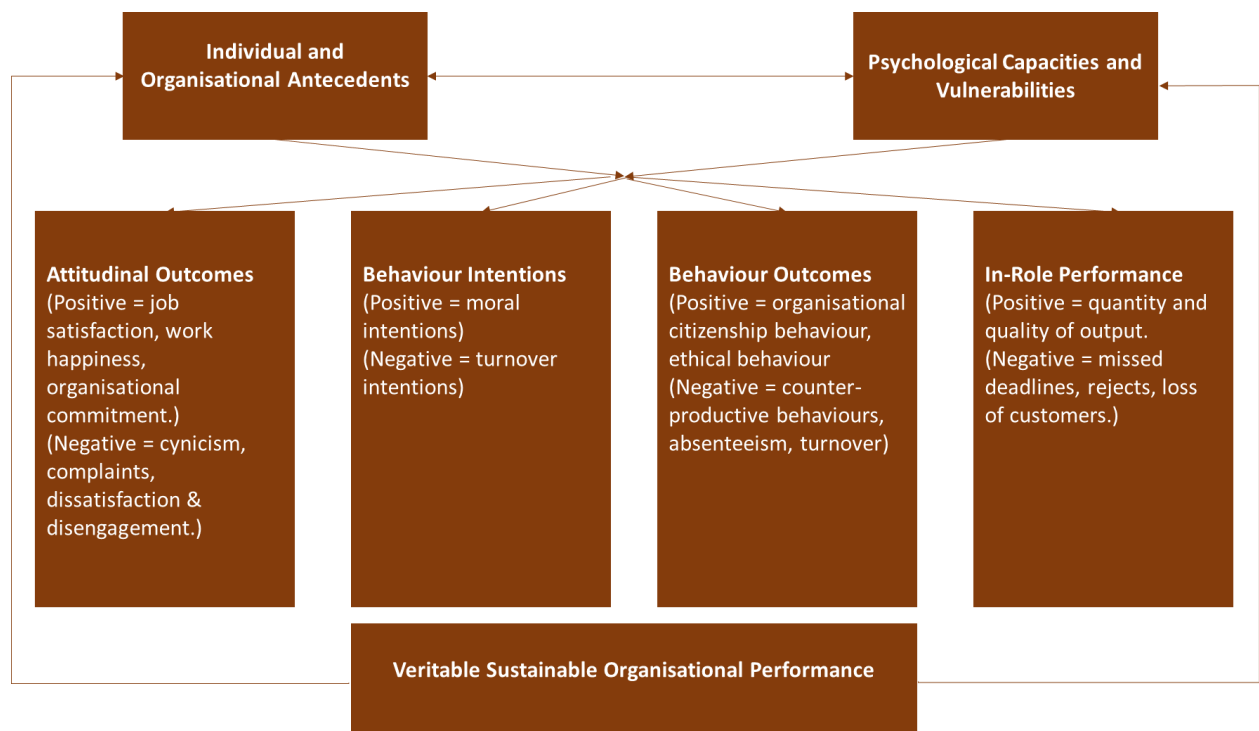 Individual and
Organisational Antecedents
Psychological Capacities and
Vulnerabilities
Attitudinal Outcomes
(Positive = job
satisfaction, work
happiness,
organisational
commitment.)
(Negative = cynicism,
complaints,
dissatisfaction &
disengagement.)
Behaviour Intentions
(Positive = moral
intentions)
(Negative = turnover
intentions)
Behaviour Outcomes
(Positive = organisational
citizenship behaviour,
ethical behaviour
(Negative = counter-
productive behaviours,
absenteeism, turnover)
In-Role Performance
(Positive = quantity and
quality of output.
(Negative = missed
deadlines, rejects, loss
of customers.)
Veritable Sustainable Organisational Performance